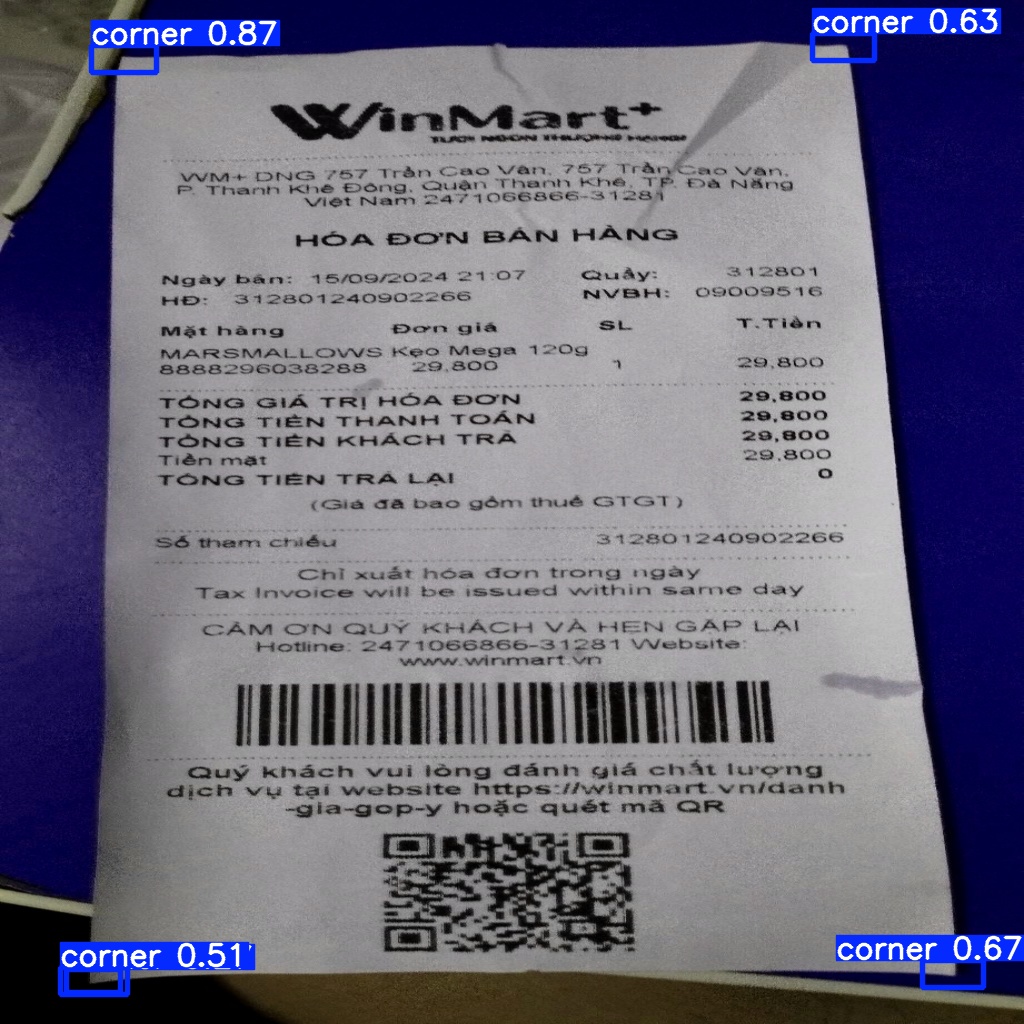 corner 0.87
corner 0.63
WinMart+
TƯƠI NGON THƯỢNG HẠNG!
WM+ DNG 757 Trần Cao Vân, 757 Trần Cao Vân,
P. Thanh Khê Đông, Quận Thanh Khê, TP. Đà Nẵng
Việt Nam 2471066866-31281
HÓA ĐƠN BÁN HÀNG
Ngày bán: 15/09/2024 21:07 Quầy: 312801
HĐ: 312801240902266 NVBH: 09009516
Mặt hàng Đơn giá SL T.Tiền
MARSMALLOWS Kẹo Mega 120g
8888296038288 29,800 1 29,800
TỔNG GIÁ TRỊ HÓA ĐƠN 29,800
TỔNG TIỀN THANH TOÁN 29,800
TỔNG TIỀN KHÁCH TRẢ 29,800
Tiền mặt 29,800
TỔNG TIỀN TRẢ LẠI 0
(Giá đã bao gồm thuế GTGT)
Số tham chiếu 312801240902266
Chỉ xuất hóa đơn trong ngày
Tax Invoice will be issued within same day
CẢM ƠN QUÝ KHÁCH VÀ HẸN GẶP LẠI
Hotline: 2471066866-31281 Website:
www.winmart.vn
Quý khách vui lòng đánh giá chất lượng
dịch vụ tại website https://winmart.vn/danh
-gia-gop-y hoặc quét mã QR
corner 0.51
corner 0.67